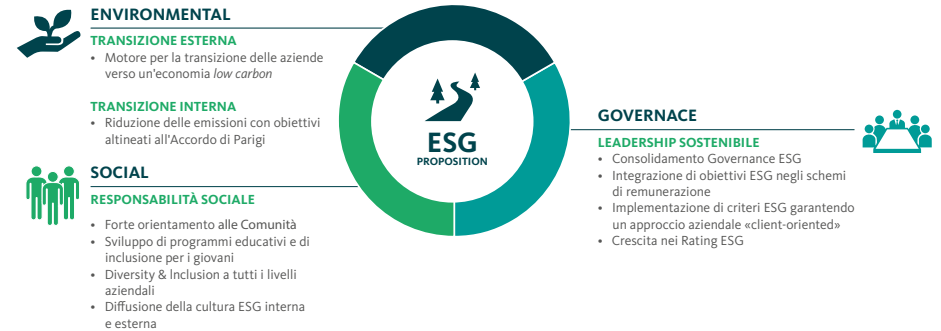 ENVIRONMENTAL
TRANSIZIONE ESTERNA
• Motore per la transizione delle aziende
verso un'economia low carbon
TRANSIZIONE INTERNA
• Riduzione delle emissioni con obiettivi
altineati all'Accordo di Parigi
SOCIAL
RESPONSABILITÀ SOCIALE
• Forte orientamento alle Comunità
• Sviluppo di programmi educativi e di
inclusione per i giovani
• Diversity & Inclusion a tutti i livelli
aziendali
• Diffusione della cultura ESG interna
e esterna
ESG
PROPOSITION
GOVERNACE
LEADERSHIP SOSTENIBILE
• Consolidamento Governance ESG
• Integrazione di obiettivi ESG negli schemi
di remunerazione
• Implementazione di criteri ESG garantendo
un approccio aziendale «client-oriented»
• Crescita nei Rating ESG